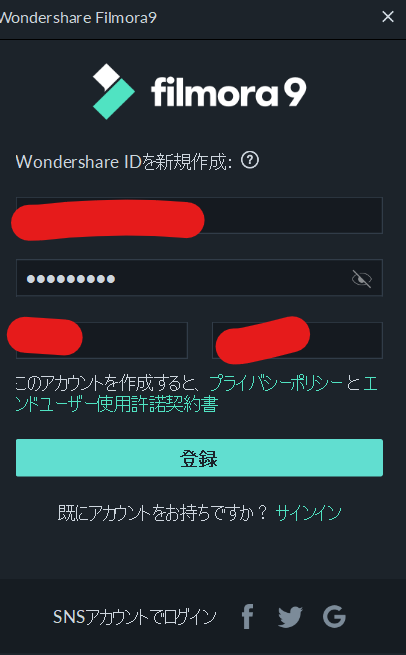 Wondershare Filmora9
filmora9
Wondershare IDを新規作成: ?
●●●●●●●●●
このアカウントを作成すると、プライバシーポリシーとエ
ンドユーザー使用許諾契約書
登録
既にアカウントをお持ちですか？ サインイン
SNSアカウントでログイン